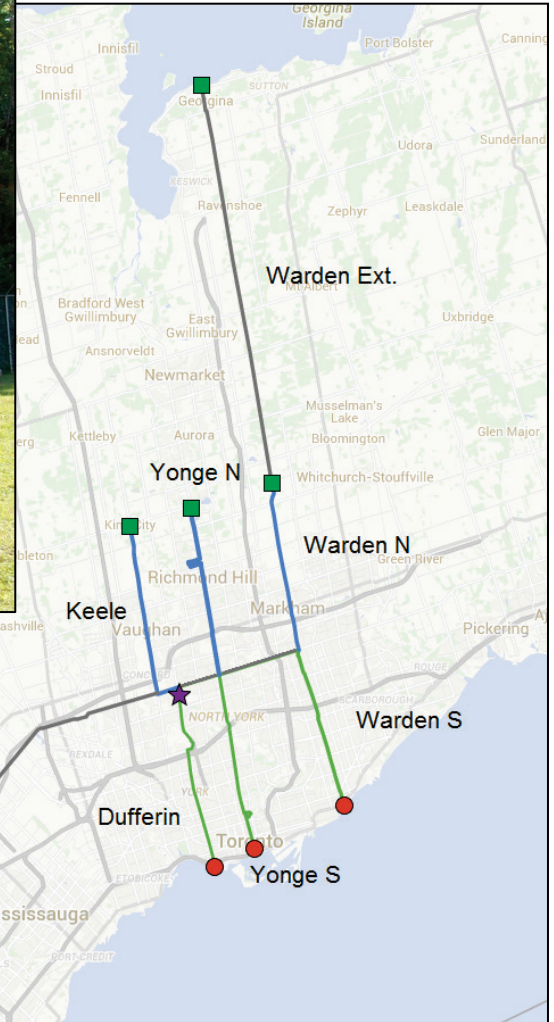 Georgina
Island
Innisfil
Port Bolster
Canning
Stroud
SUTTON
Innisfil
Georgina
Udora
Sunderland
KESWICK
Fennell
Ravenshoe
Zephyr
Leaskdale
Warden Ext.
Mt Albert
Bradford West
Gwillimbury
East
Gwillimbury
Uxbridge
Ansnorveldt
Newmarket
Musselman's
Lake
Kettleby
Aurora
Bloomington
Glen Major
Yonge N
Whitchurch-Stouffville
King City
Warden N
Green River
Richmond Hill
Keele
Markham
Vaughan
Pickering
ashville
ROUGE
SCARBOROUGH
NORTH YORK
Warden S
REXDALE
YORK
Dufferin
Toronto
Yonge S
ETOBICOKE
ssissauga
PORT CREDIT